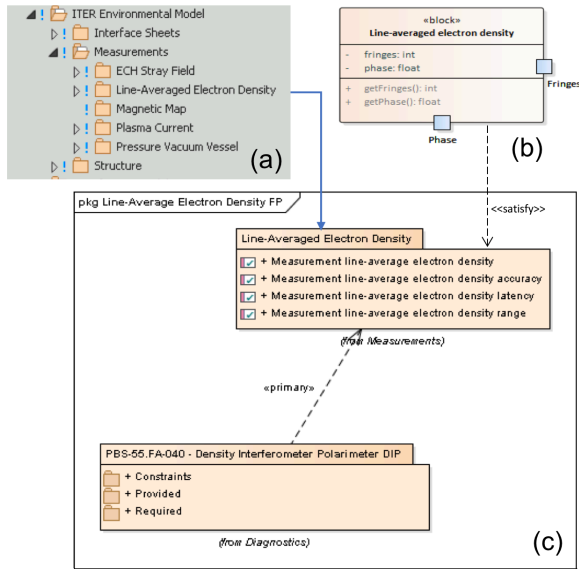 ITER Environmental Model
Interface Sheets
Measurements
ECH Stray Field
Line-Averaged Electron Density
Magnetic Map
Plasma Current
Pressure Vacuum Vessel
Structure
(a)
«block»
Line-averaged electron density
- fringes: int
- phase: float
+ getFringes(): int
+ getPhase(): float
Fringes
Phase
(b)
<<satisfy>>
pkg Line-Average Electron Density FP
Line-Averaged Electron Density
+ Measurement line-average electron density
+ Measurement line-average electron density accuracy
+ Measurement line-average electron density latency
+ Measurement line-average electron density range
(from Measurements)
«primary»
PBS-55.FA-040 - Density Interferometer Polarimeter DIP
+ Constraints
+ Provided
+ Required
(from Diagnostics)
(c)